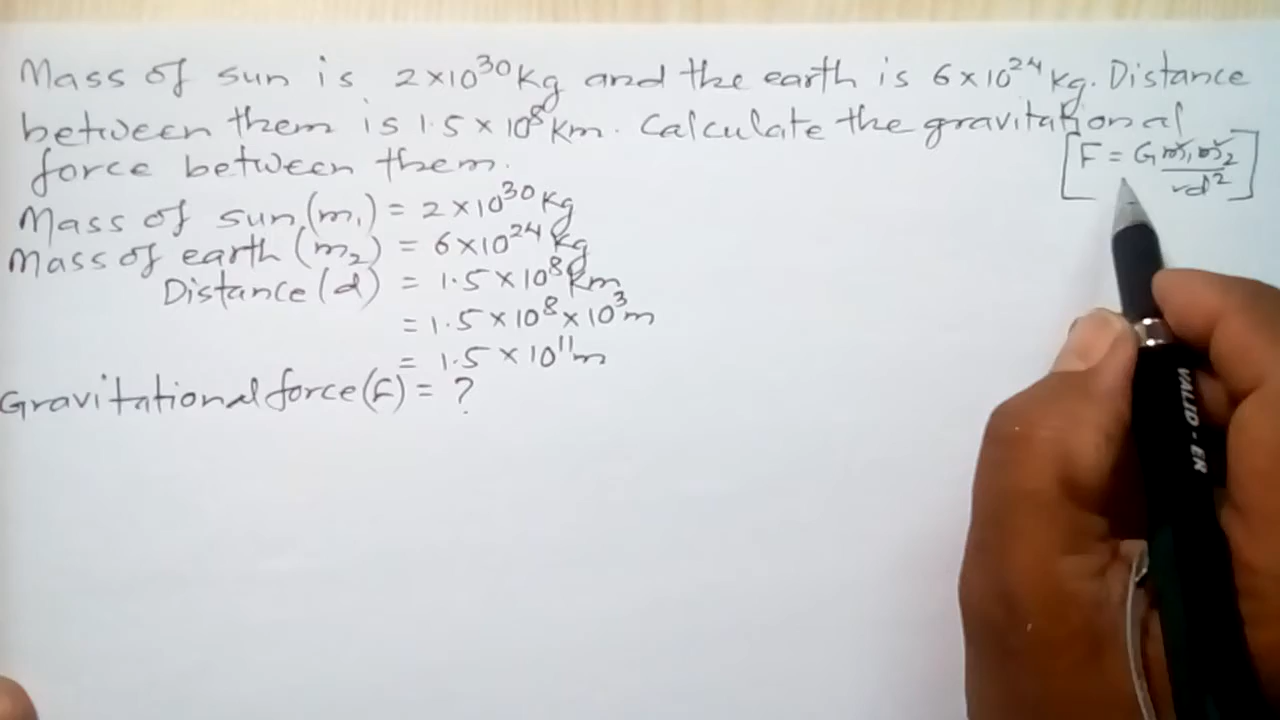 Mass of sun is 2×10³⁰ kg and the earth is 6×10²⁴ kg. Distance
between them is 1.5×10⁸ km. Calculate the gravitational
force between them.
[F = G m₁m₂/d²]
Mass of sun (m₁) = 2×10³⁰ kg
Mass of earth (m₂) = 6×10²⁴ kg
Distance (d) = 1.5×10⁸ km
= 1.5×10⁸×10³ m
= 1.5×10¹¹ m
Gravitational force (F) = ?
VALID-ER